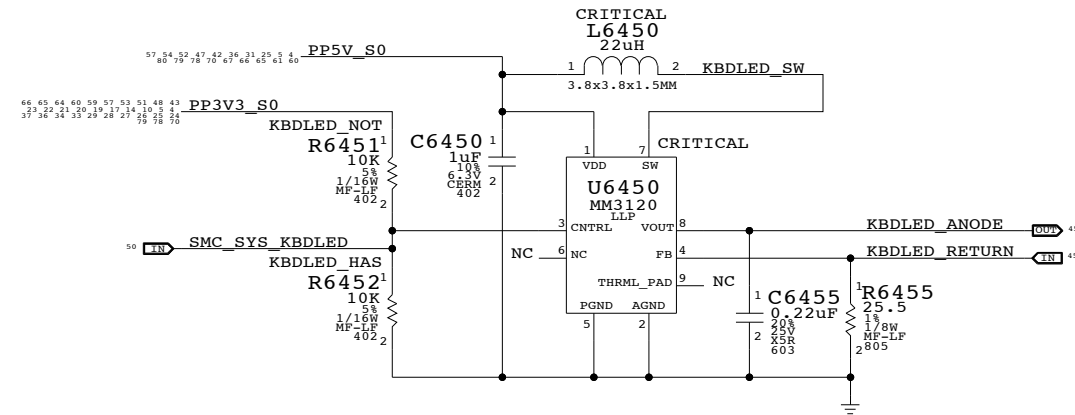 CRITICAL
L6450
22uH
1 2
3.8x3.8x1.5MM
KBDLED_SW
57 54 52 47 42 36 31 25 5 4
80 79 78 70 67 66 65 61 60
PP5V_S0
66 65 64 60 59 57 53 51 48 43
23 22 21 20 19 17 14 10 5 4
37 36 34 33 29 28 27 26 25 24
79 78 70
PP3V3_S0
KBDLED_NOT
R6451
1
10K
5%
1/16W
MF-LF
402
2
C6450
1
1uF
10%
6.3V
CERM
402
2
1
VDD
7
SW
CRITICAL
U6450
MM3120
LLP
3 CNTRL
VOUT 8
6 NC
NC
FB 4
THRML_PAD 9
NC
PGND
AGND
5
2
50 IN
SMC_SYS_KBDLED
KBDLED_HAS
R6452
1
10K
5%
1/16W
MF-LF
402
2
KBDLED_ANODE
OUT
KBDLED_RETURN
IN
C6455
1
0.22uF
20%
25V
X5R
603
2
R6455
1
25.5
1%
1/8W
MF-LF
805
2